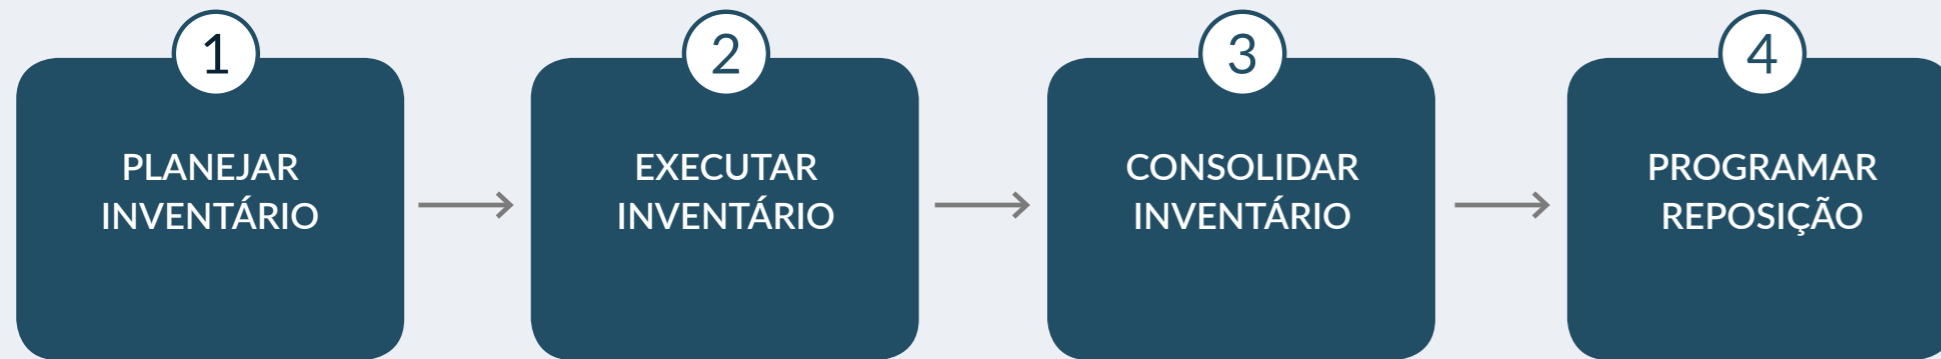 1
PLANEJAR
INVENTÁRIO
2
EXECUTAR
INVENTÁRIO
3
CONSOLIDAR
INVENTÁRIO
4
PROGRAMAR
REPOSIÇÃO